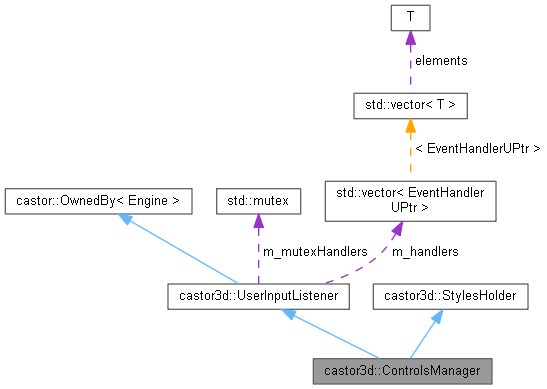 T
elements
std::vector< T >
< EventHandlerUPtr >
castor::OwnedBy< Engine >
std::mutex
std::vector< EventHandler
UPtr >
m_mutexHandlers
m_handlers
castor3d::UserInputListener
castor3d::StylesHolder
castor3d::ControlsManager